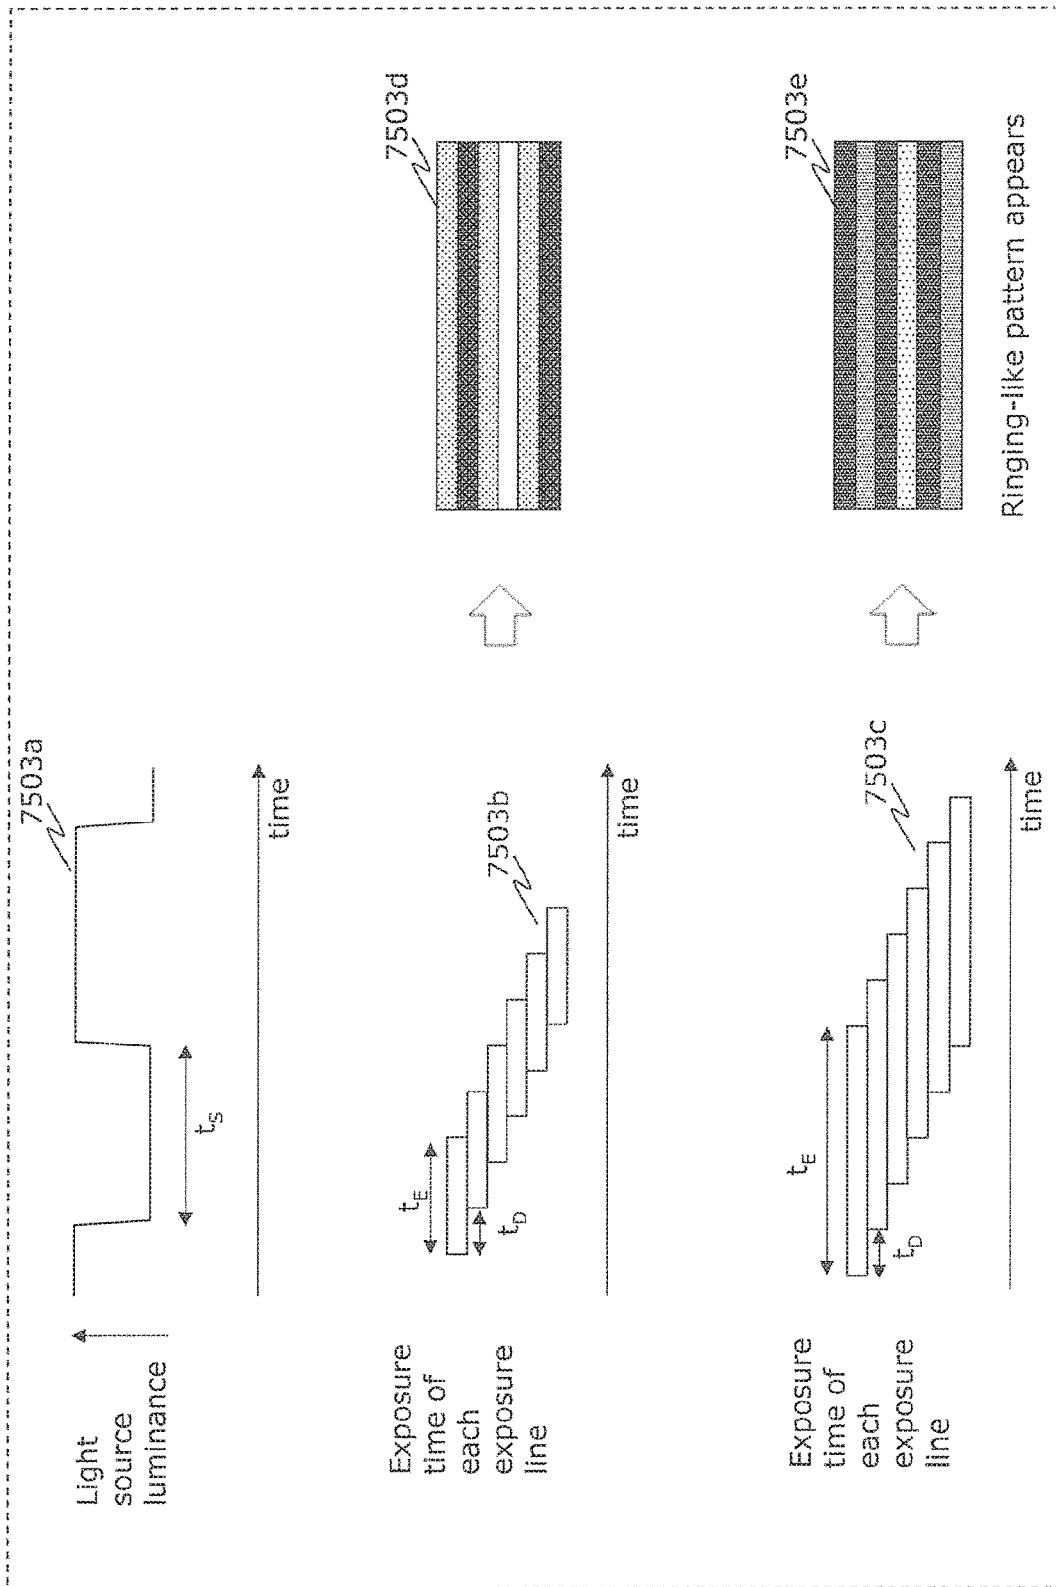 Light
source
luminance
7503a
t_S
time
Exposure
time of
each
exposure
line
t_E
t_D
7503b
time
7503d
Exposure
time of
each
exposure
line
t_E
t_D
7503c
time
7503e
Ringing-like pattern appears